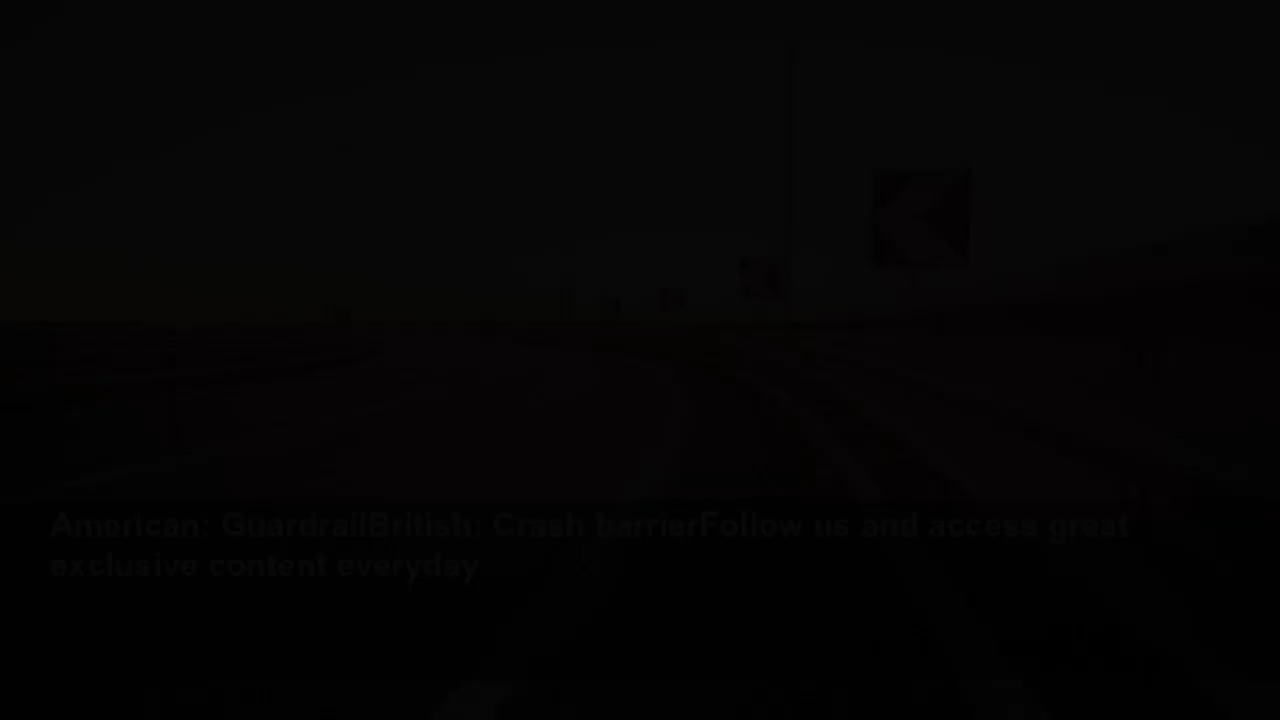 American: GuardrailBritish: Crash barrierFollow us and access great
exclusive content everyday